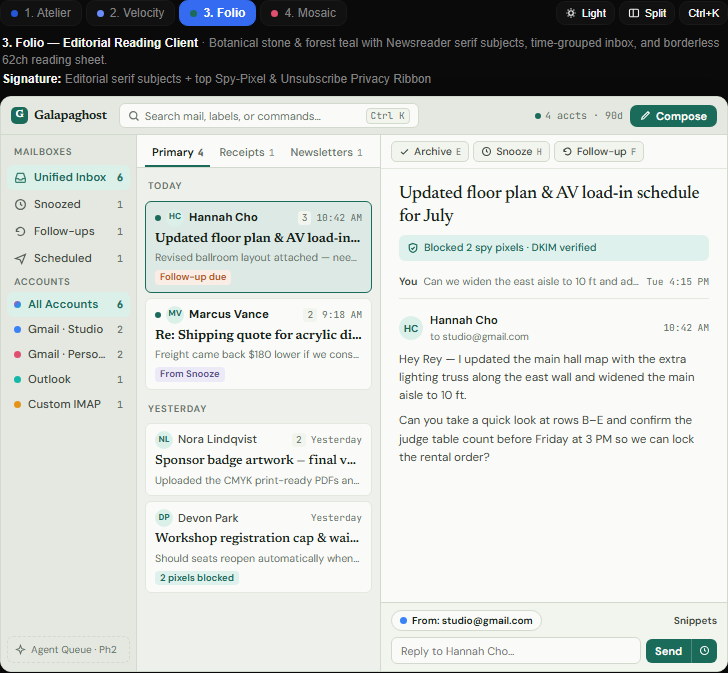 1. Atelier 2. Velocity 3. Folio 4. Mosaic Light Split Ctrl+K
3. Folio — Editorial Reading Client · Botanical stone & forest teal with Newsreader serif subjects, time-grouped inbox, and borderless
62ch reading sheet.
Signature: Editorial serif subjects + top Spy-Pixel & Unsubscribe Privacy Ribbon
G Galapaghost
Search mail, labels, or commands… Ctrl K
4 accts · 90d
Compose
MAILBOXES
Unified Inbox 6
Snoozed 1
Follow-ups 1
Scheduled 1
ACCOUNTS
All Accounts 6
Gmail · Studio 2
Gmail · Perso… 2
Outlook 1
Custom IMAP 1
Agent Queue · Ph2
Primary 4 Receipts 1 Newsletters 1
TODAY
HC Hannah Cho 3 10:42 AM
Updated floor plan & AV load-in…
Revised ballroom layout attached — nee…
Follow-up due
MV Marcus Vance 2 9:18 AM
Re: Shipping quote for acrylic di…
Freight came back $180 lower if we cons…
From Snooze
YESTERDAY
NL Nora Lindqvist 2 Yesterday
Sponsor badge artwork — final v…
Uploaded the CMYK print-ready PDFs an…
DP Devon Park Yesterday
Workshop registration cap & wai…
Should seats reopen automatically when…
2 pixels blocked
Archive E Snooze H Follow-up F
Updated floor plan & AV load-in schedule
for July
Blocked 2 spy pixels · DKIM verified
You Can we widen the east aisle to 10 ft and ad… Tue 4:15 PM
HC Hannah Cho 10:42 AM
to studio@gmail.com
Hey Rey — I updated the main hall map with the extra
lighting truss along the east wall and widened the main
aisle to 10 ft.
Can you take a quick look at rows B–E and confirm the
judge table count before Friday at 3 PM so we can lock
the rental order?
From: studio@gmail.com Snippets
Reply to Hannah Cho… Send